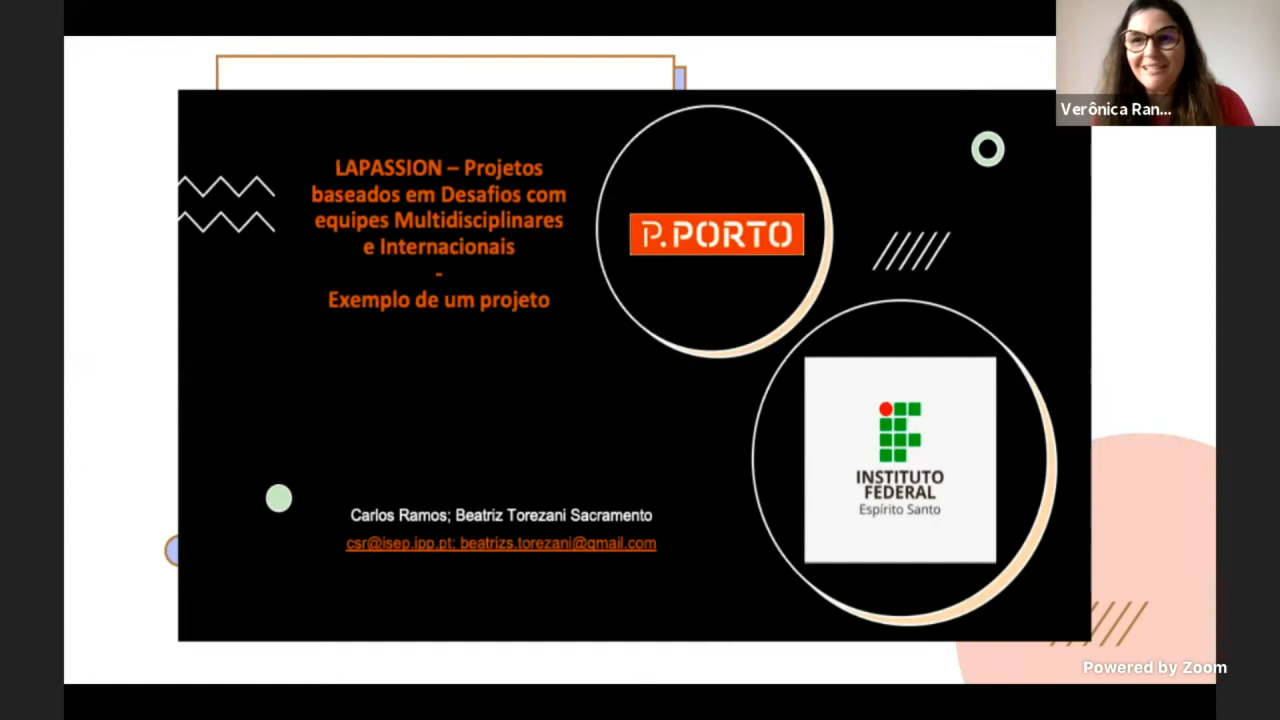 Verônica Ran...
LAPASSION – Projetos
baseados em Desafios com
equipes Multidisciplinares
e Internacionais
-
Exemplo de um projeto
P.PORTO
INSTITUTO
FEDERAL
Espírito Santo
Carlos Ramos; Beatriz Torezani Sacramento
csr@isep.ipp.pt; beatrizs.torezani@gmail.com
Powered by Zoom